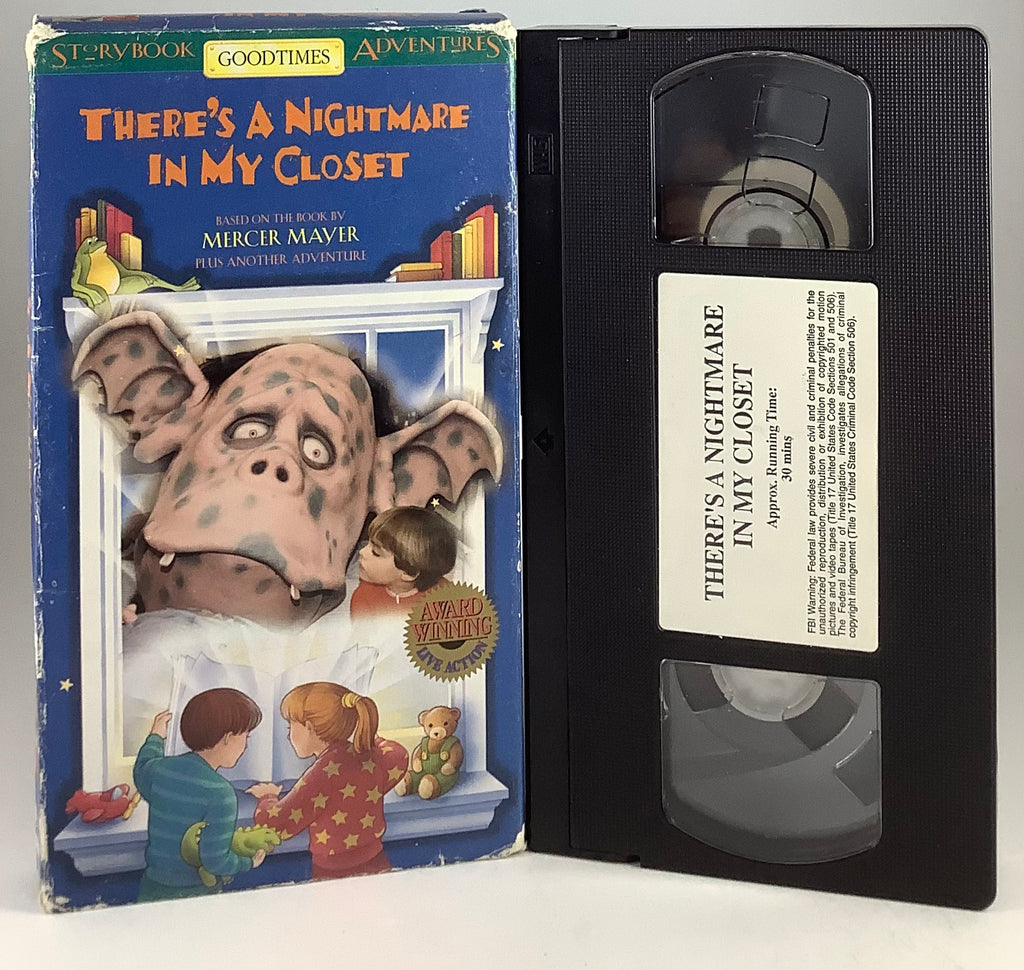 STORYBOOK GOODTIMES ADVENTURES
THERE'S A NIGHTMARE
IN MY CLOSET
BASED ON THE BOOK BY
MERCER MAYER
PLUS ANOTHER ADVENTURE
AWARD
WINNING
LIVE ACTION
THERE'S A NIGHTMARE
IN MY CLOSET
Approx. Running Time:
30 mins
FBI Warning: Federal law provides severe civil and criminal penalties for the
unauthorized reproduction, distribution or exhibition of copyrighted motion
pictures and video tapes (Title 17 United States Code Sections 501 and 506).
The Federal Bureau of Investigation, investigates allegations of criminal
copyright infringement (Title 17 United States Criminal Code Section 506).